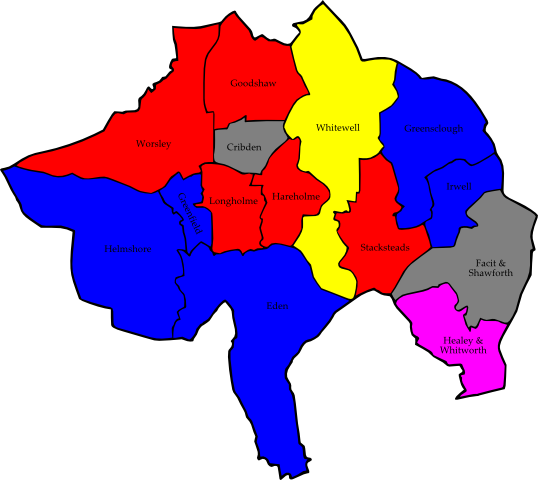 Goodshaw
Whitewell
Greensclough
Worsley
Cribden
Irwell
Longholme
Hareholme
Greenfield
Helmshore
Stacksteads
Facit &
Shawforth
Eden
Healey &
Whitworth